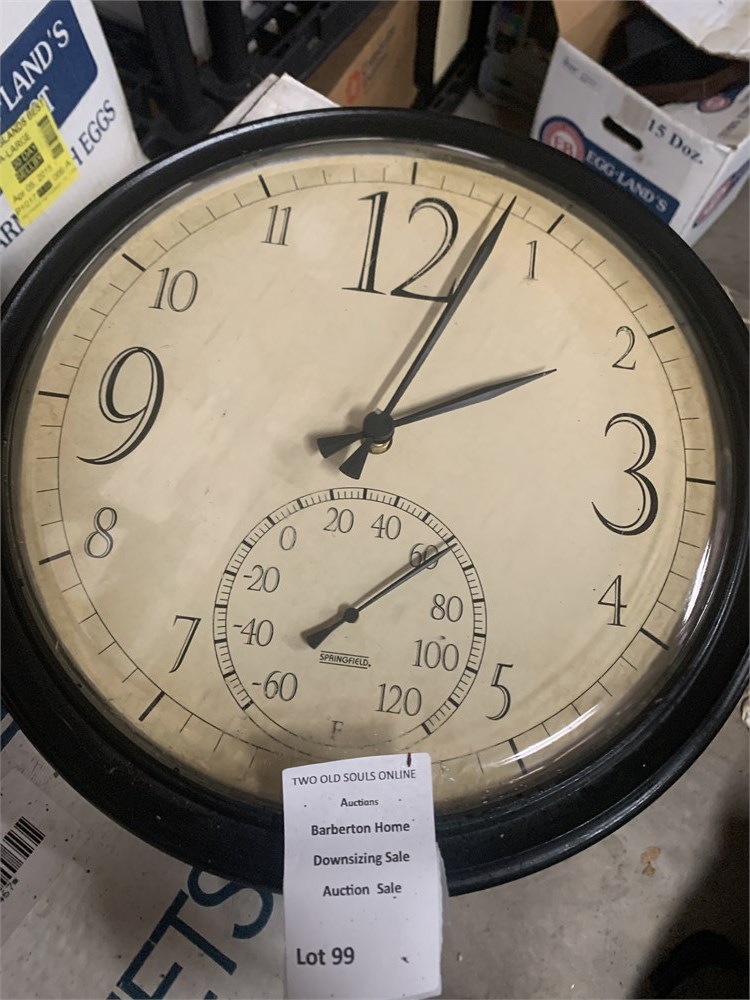 LAND'S
EGGS
15 Doz.
EB
EGG·LAND'S
12
11
1
10
2
9
3
8
4
7
5
0
20
40
60
-20
80
-40
100
-60
120
SPRINGFIELD
F
TWO OLD SOULS ONLINE
Auctions
Barberton Home
Downsizing Sale
Auction Sale
Lot 99
ETS